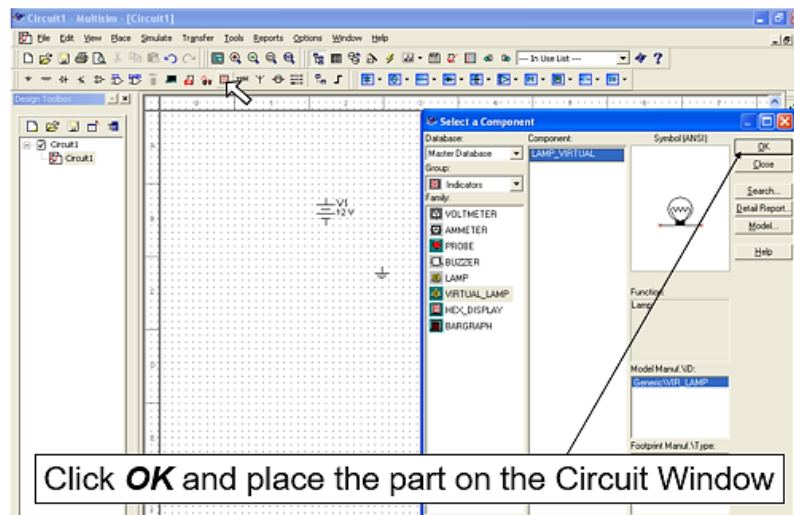 Circuit1 - Multisim - [Circuit1]
File Edit View Place Simulate Transfer Tools Reports Options Window Help
--- In Use List ---
Design Toolbox
Circuit1
Circuit1
V1
12 V
Select a Component
Database:
Master Database
Group:
Indicators
Family:
VOLTMETER
AMMETER
PROBE
BUZZER
LAMP
VIRTUAL_LAMP
HEX_DISPLAY
BARGRAPH
Component:
LAMP_VIRTUAL
Symbol (ANSI)
Function:
Lamp
Model Manuf.\ID:
Generic\VIR_LAMP
Footprint Manuf.\Type:
OK
Close
Search...
Detail Report...
Model...
Help
Click OK and place the part on the Circuit Window